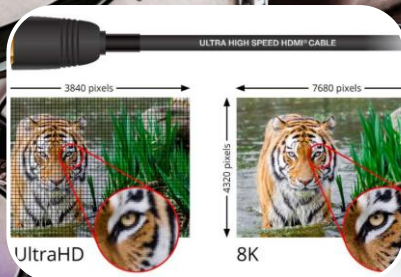 ULTRA HIGH SPEED HDMI® CABLE
3840 pixels
7680 pixels
4320 pixels
UltraHD
8K